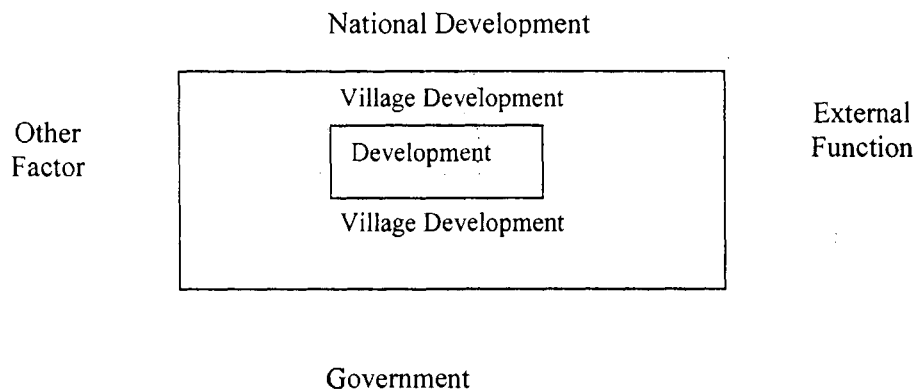 National Development
Village Development
Other
Factor
Development
External
Function
Village Development
Government